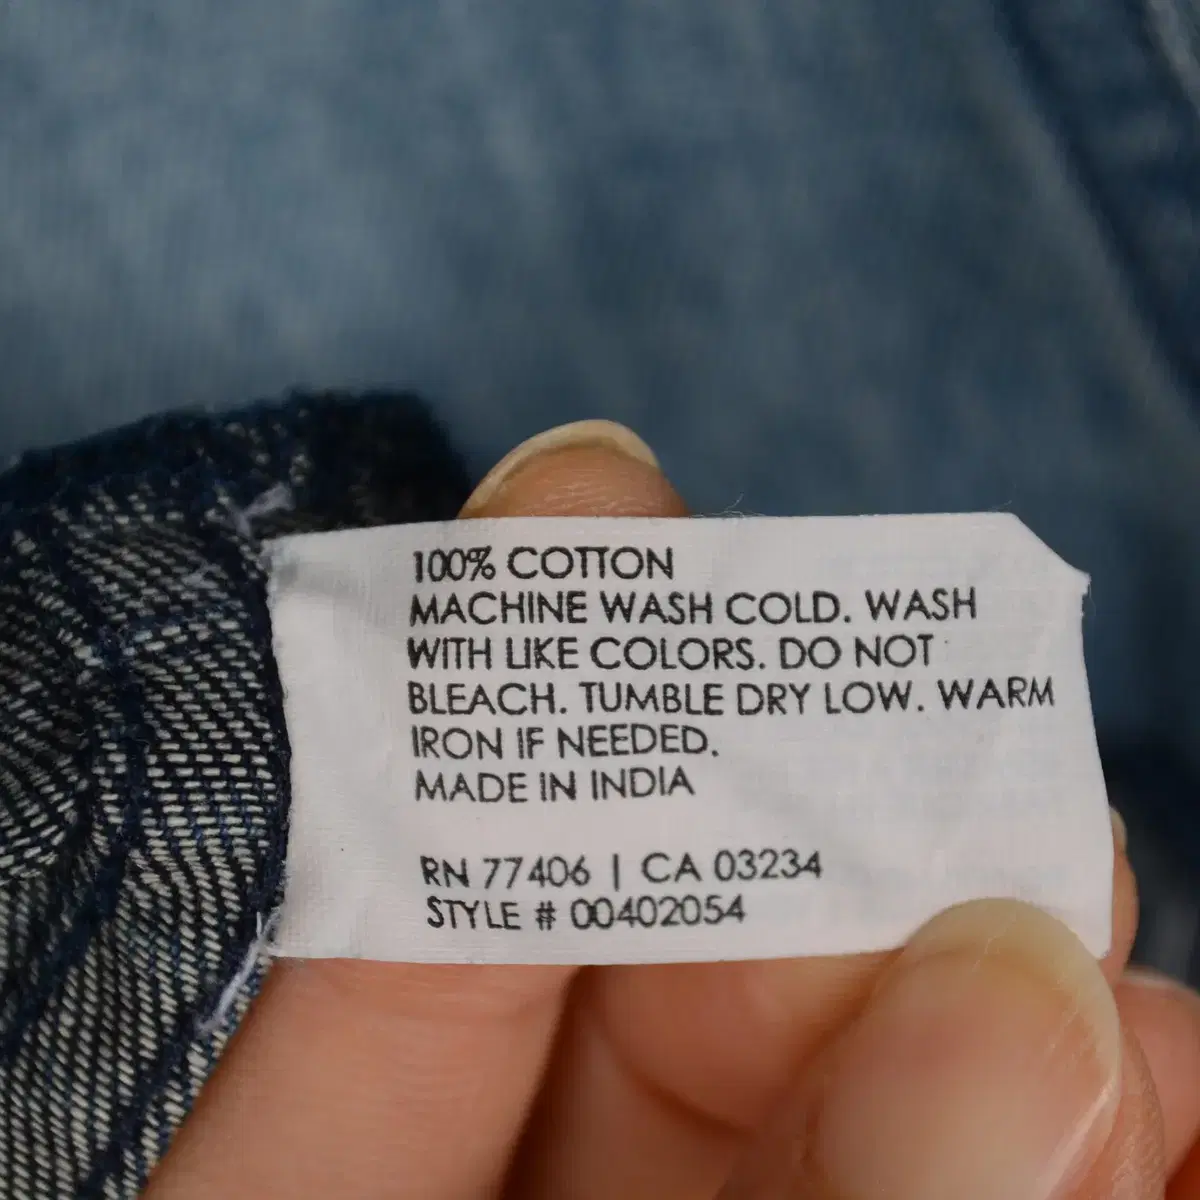 100% COTTON
MACHINE WASH COLD. WASH
WITH LIKE COLORS. DO NOT
BLEACH. TUMBLE DRY LOW. WARM
IRON IF NEEDED.
MADE IN INDIA
RN 77406 | CA 03234
STYLE # 00402054